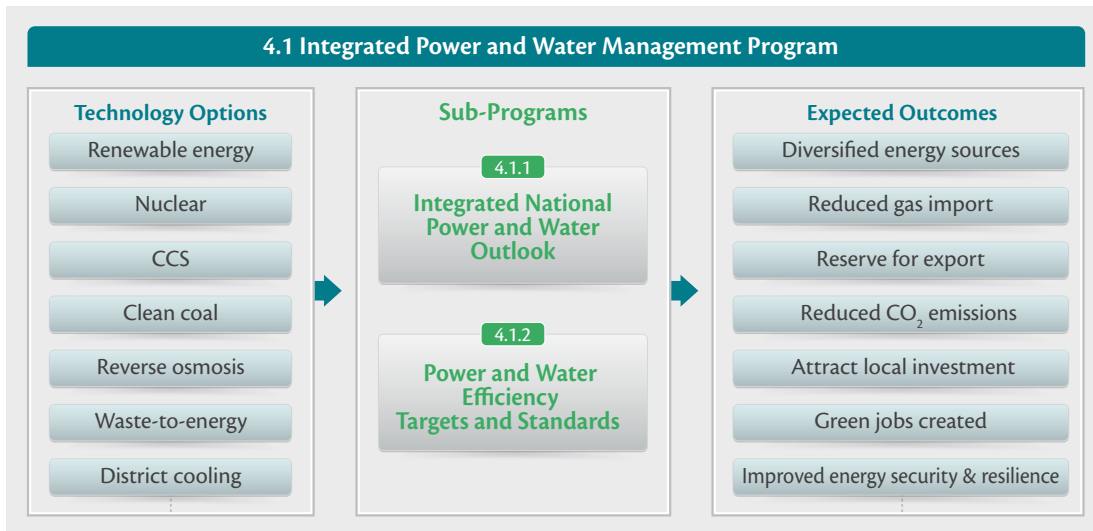 4.1 Integrated Power and Water Management Program
Technology Options
Renewable energy
Nuclear
CCS
Clean coal
Reverse osmosis
Waste-to-energy
District cooling
Sub-Programs
4.1.1
Integrated National
Power and Water
Outlook
4.1.2
Power and Water
Efficiency
Targets and Standards
Expected Outcomes
Diversified energy sources
Reduced gas import
Reserve for export
Reduced CO₂ emissions
Attract local investment
Green jobs created
Improved energy security & resilience